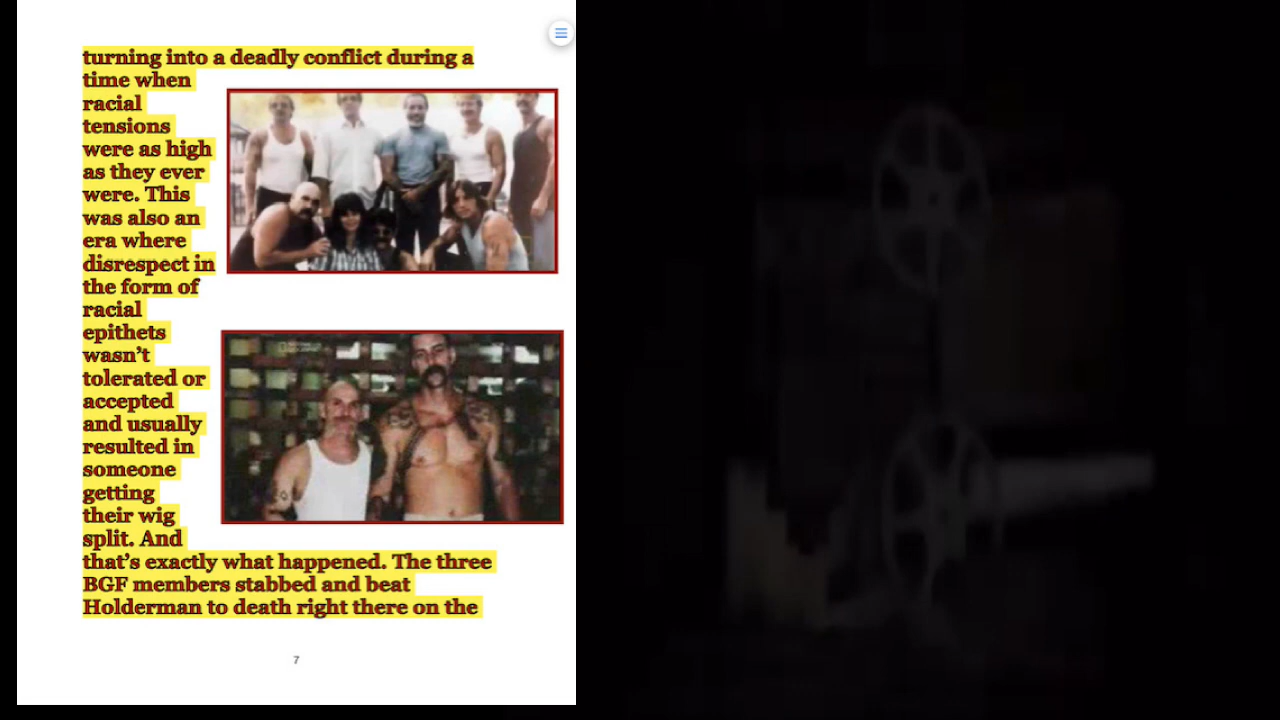 turning into a deadly conflict during a
time when
racial
tensions
were as high
as they ever
were. This
was also an
era where
disrespect in
the form of
racial
epithets
wasn't
tolerated or
accepted
and usually
resulted in
someone
getting
their wig
split. And
that's exactly what happened. The three
BGF members stabbed and beat
Holderman to death right there on the
7